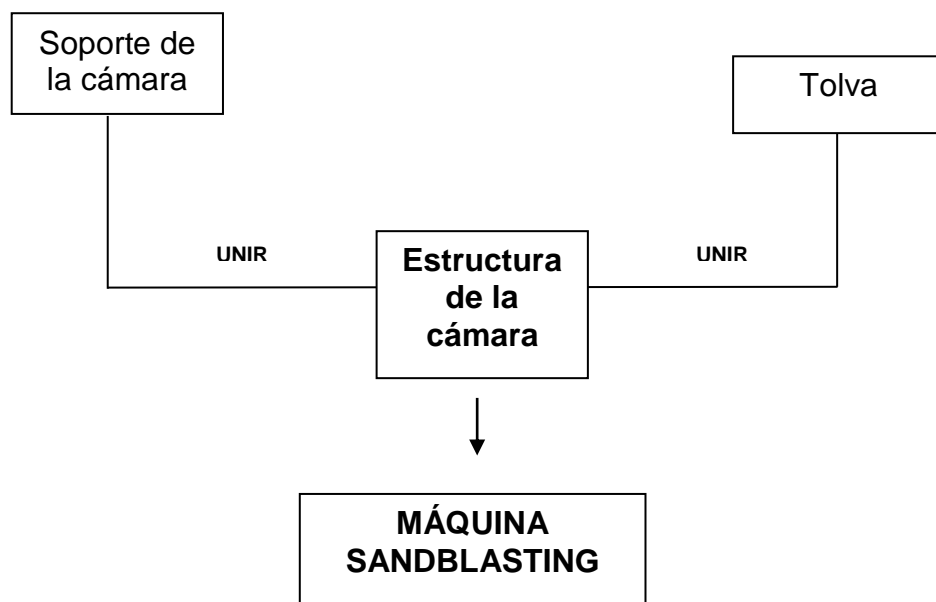 Soporte de
la cámara
Tolva
UNIR
UNIR
Estructura
de la
cámara
MÁQUINA
SANDBLASTING